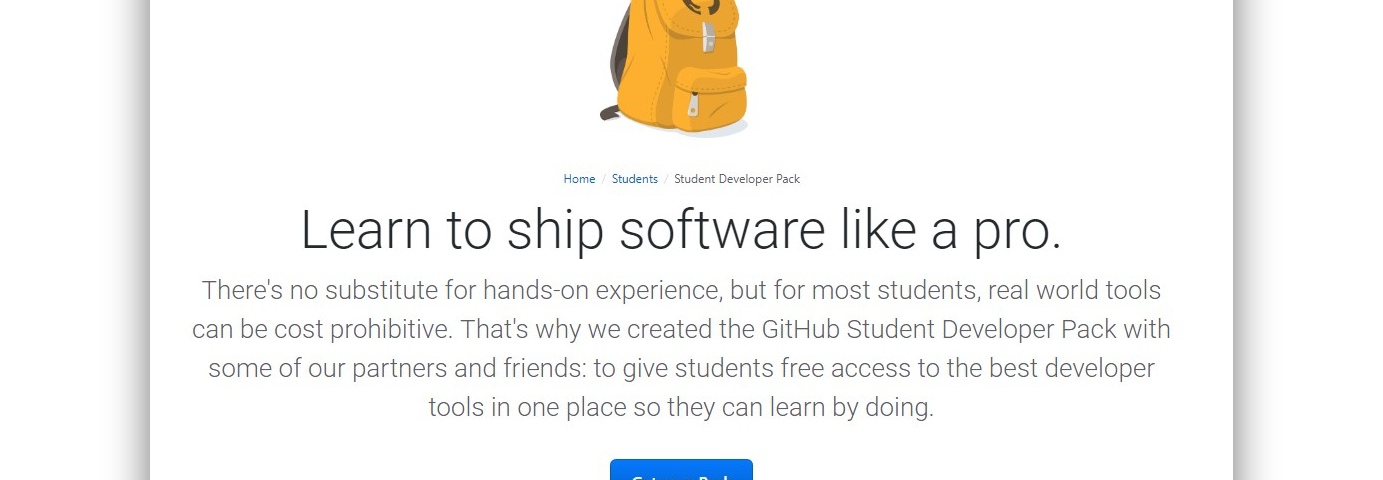 Home / Students / Student Developer Pack
Learn to ship software like a pro.
There's no substitute for hands-on experience, but for most students, real world tools
can be cost prohibitive. That's why we created the GitHub Student Developer Pack with
some of our partners and friends: to give students free access to the best developer
tools in one place so they can learn by doing.